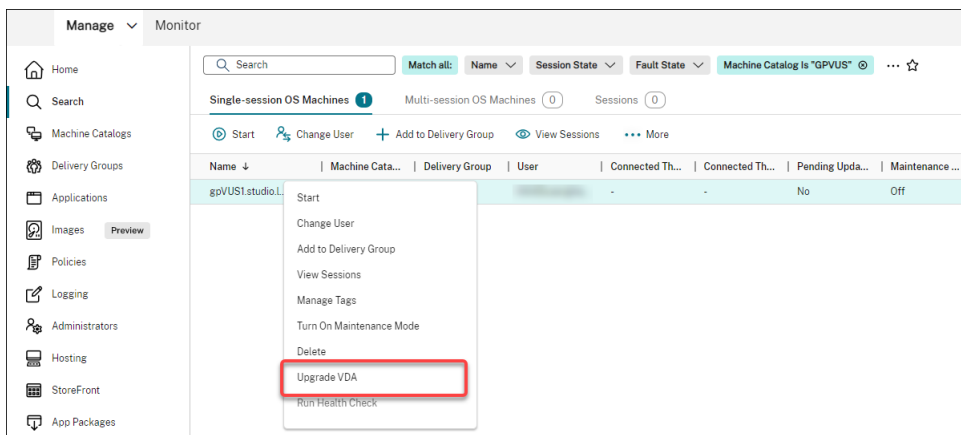 Manage Monitor
Home
Search
Machine Catalogs
Delivery Groups
Applications
Images Preview
Policies
Logging
Administrators
Hosting
StoreFront
App Packages
Search Match all: Name Session State Fault State Machine Catalog Is "GPVUS"
Single-session OS Machines 1 Multi-session OS Machines 0 Sessions 0
Start Change User Add to Delivery Group View Sessions More
Name Machine Cata... Delivery Group User Connected Th... Connected Th... Pending Upda... Maintenance ...
gpVUS1.studio.l... - - No Off
Start
Change User
Add to Delivery Group
View Sessions
Manage Tags
Turn On Maintenance Mode
Delete
Upgrade VDA
Run Health Check